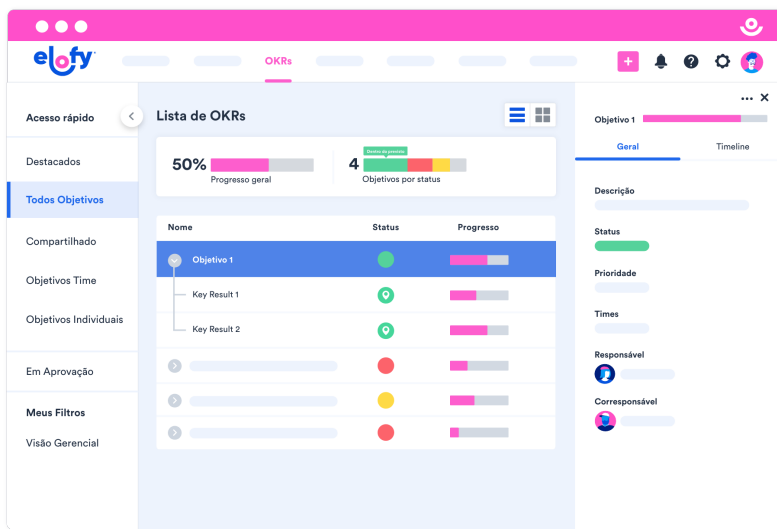 elofy
OKRs
Acesso rápido
Destacados
Todos Objetivos
Compartilhado
Objetivos Time
Objetivos Individuais
Em Aprovação
Meus Filtros
Visão Gerencial
Lista de OKRs
50%
Progresso geral
4
Dentro do previsto
Objetivos por status
Nome Status Progresso
Objetivo 1
Key Result 1
Key Result 2
Objetivo 1
Geral Timeline
Descrição
Status
Prioridade
Times
Responsável
Corresponsável